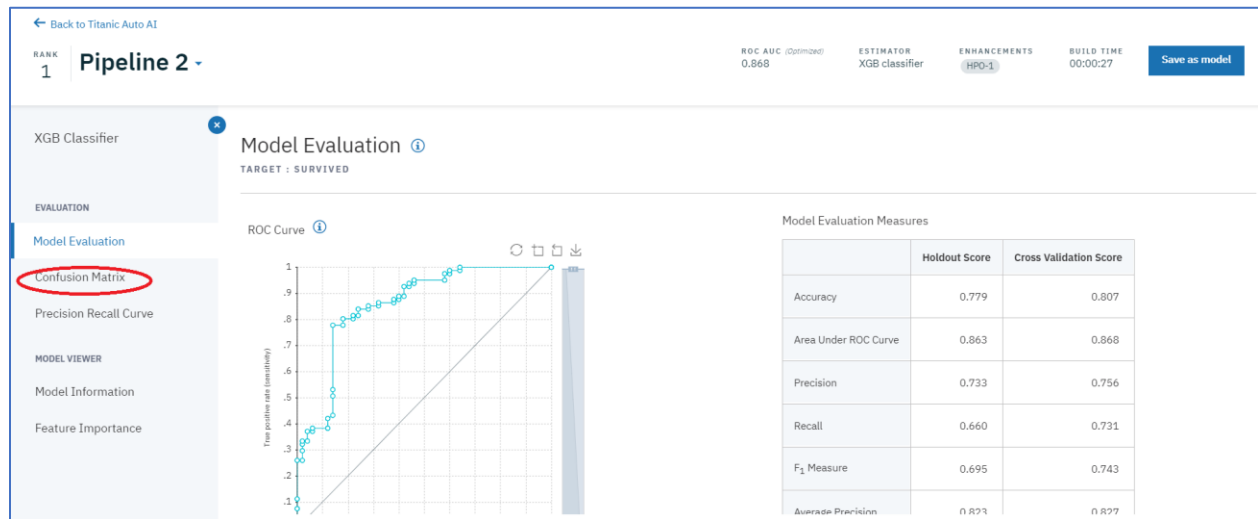 ← Back to Titanic Auto AI
RANK
1
Pipeline 2
ROC AUC (Optimized)
0.868
ESTIMATOR
XGB classifier
ENHANCEMENTS
HPO-1
BUILD TIME
00:00:27
Save as model
XGB Classifier
EVALUATION
Model Evaluation
Confusion Matrix
Precision Recall Curve
MODEL VIEWER
Model Information
Feature Importance
Model Evaluation
TARGET : SURVIVED
ROC Curve
True positive rate (sensitivity)
1
.9
.8
.7
.6
.5
.4
.3
.2
.1
Model Evaluation Measures
Holdout Score Cross Validation Score
Accuracy 0.779 0.807
Area Under ROC Curve 0.863 0.868
Precision 0.733 0.756
Recall 0.660 0.731
F₁ Measure 0.695 0.743
Average Precision 0.823 0.827